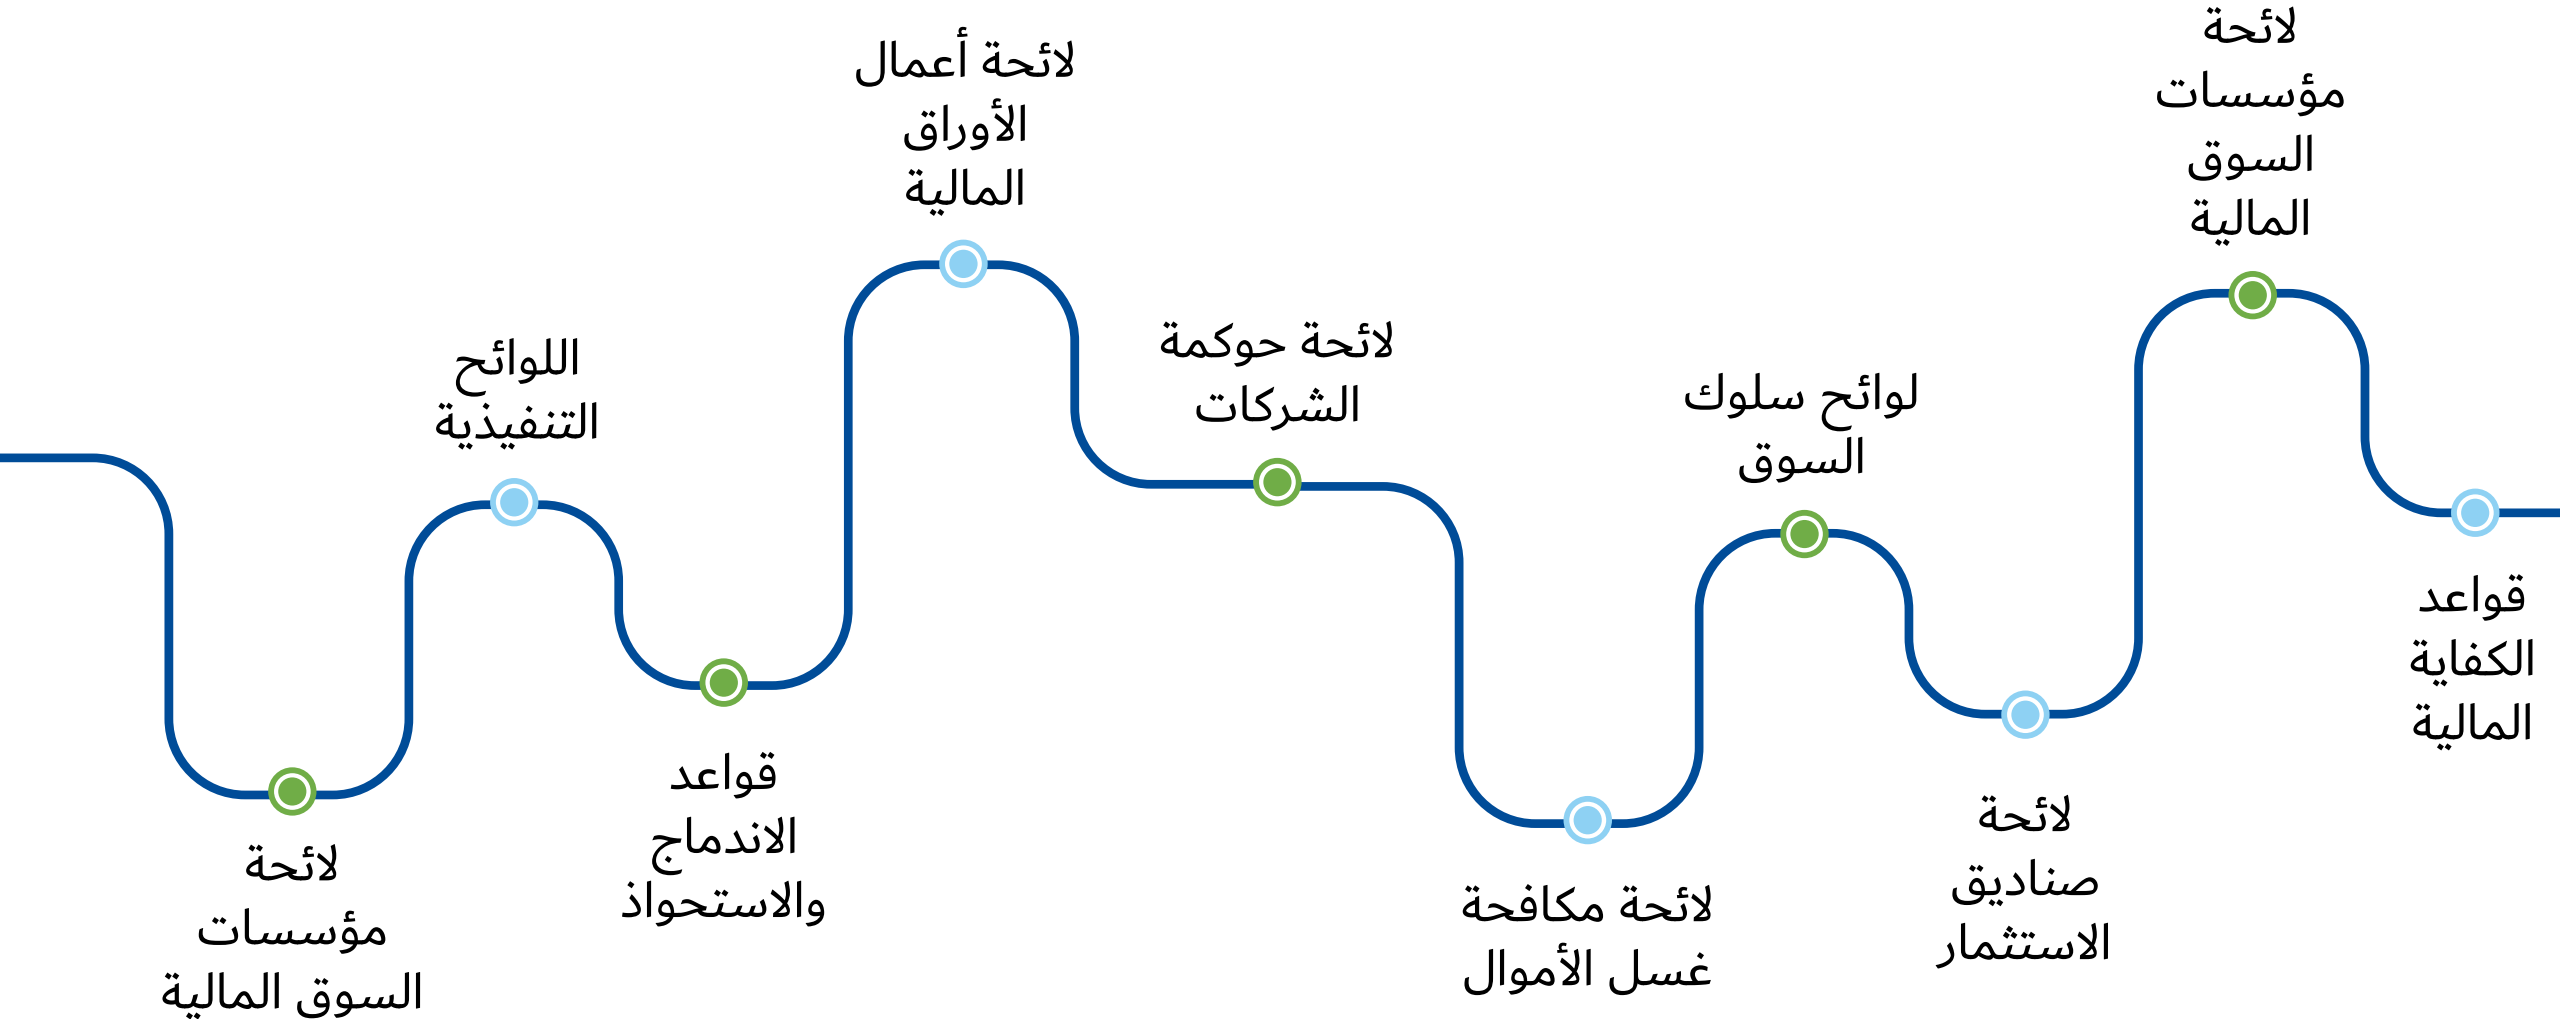 لائحة
مؤسسات
السوق
المالية
قواعد
الكفاية
المالية
لائحة
صناديق
الاستثمار
لوائح سلوك
السوق
لائحة مكافحة
غسل الأموال
لائحة حوكمة
الشركات
لائحة أعمال
الأوراق
المالية
قواعد
الاندماج
والاستحواذ
اللوائح
التنفيذية
لائحة
مؤسسات
السوق المالية